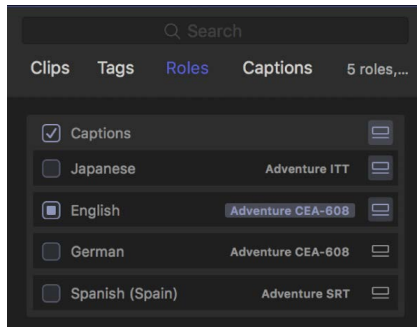 Search
Clips Tags Roles Captions 5 roles,...
Captions
Japanese Adventure ITT
English Adventure CEA-608
German Adventure CEA-608
Spanish (Spain) Adventure SRT